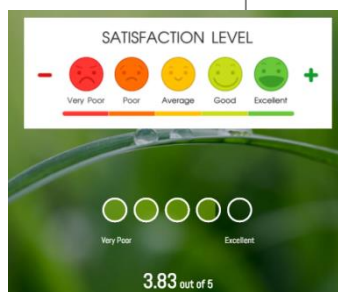 SATISFACTION LEVEL
- +
Very Poor Poor Average Good Excellent
Very Poor Excellent
3.83 out of 5